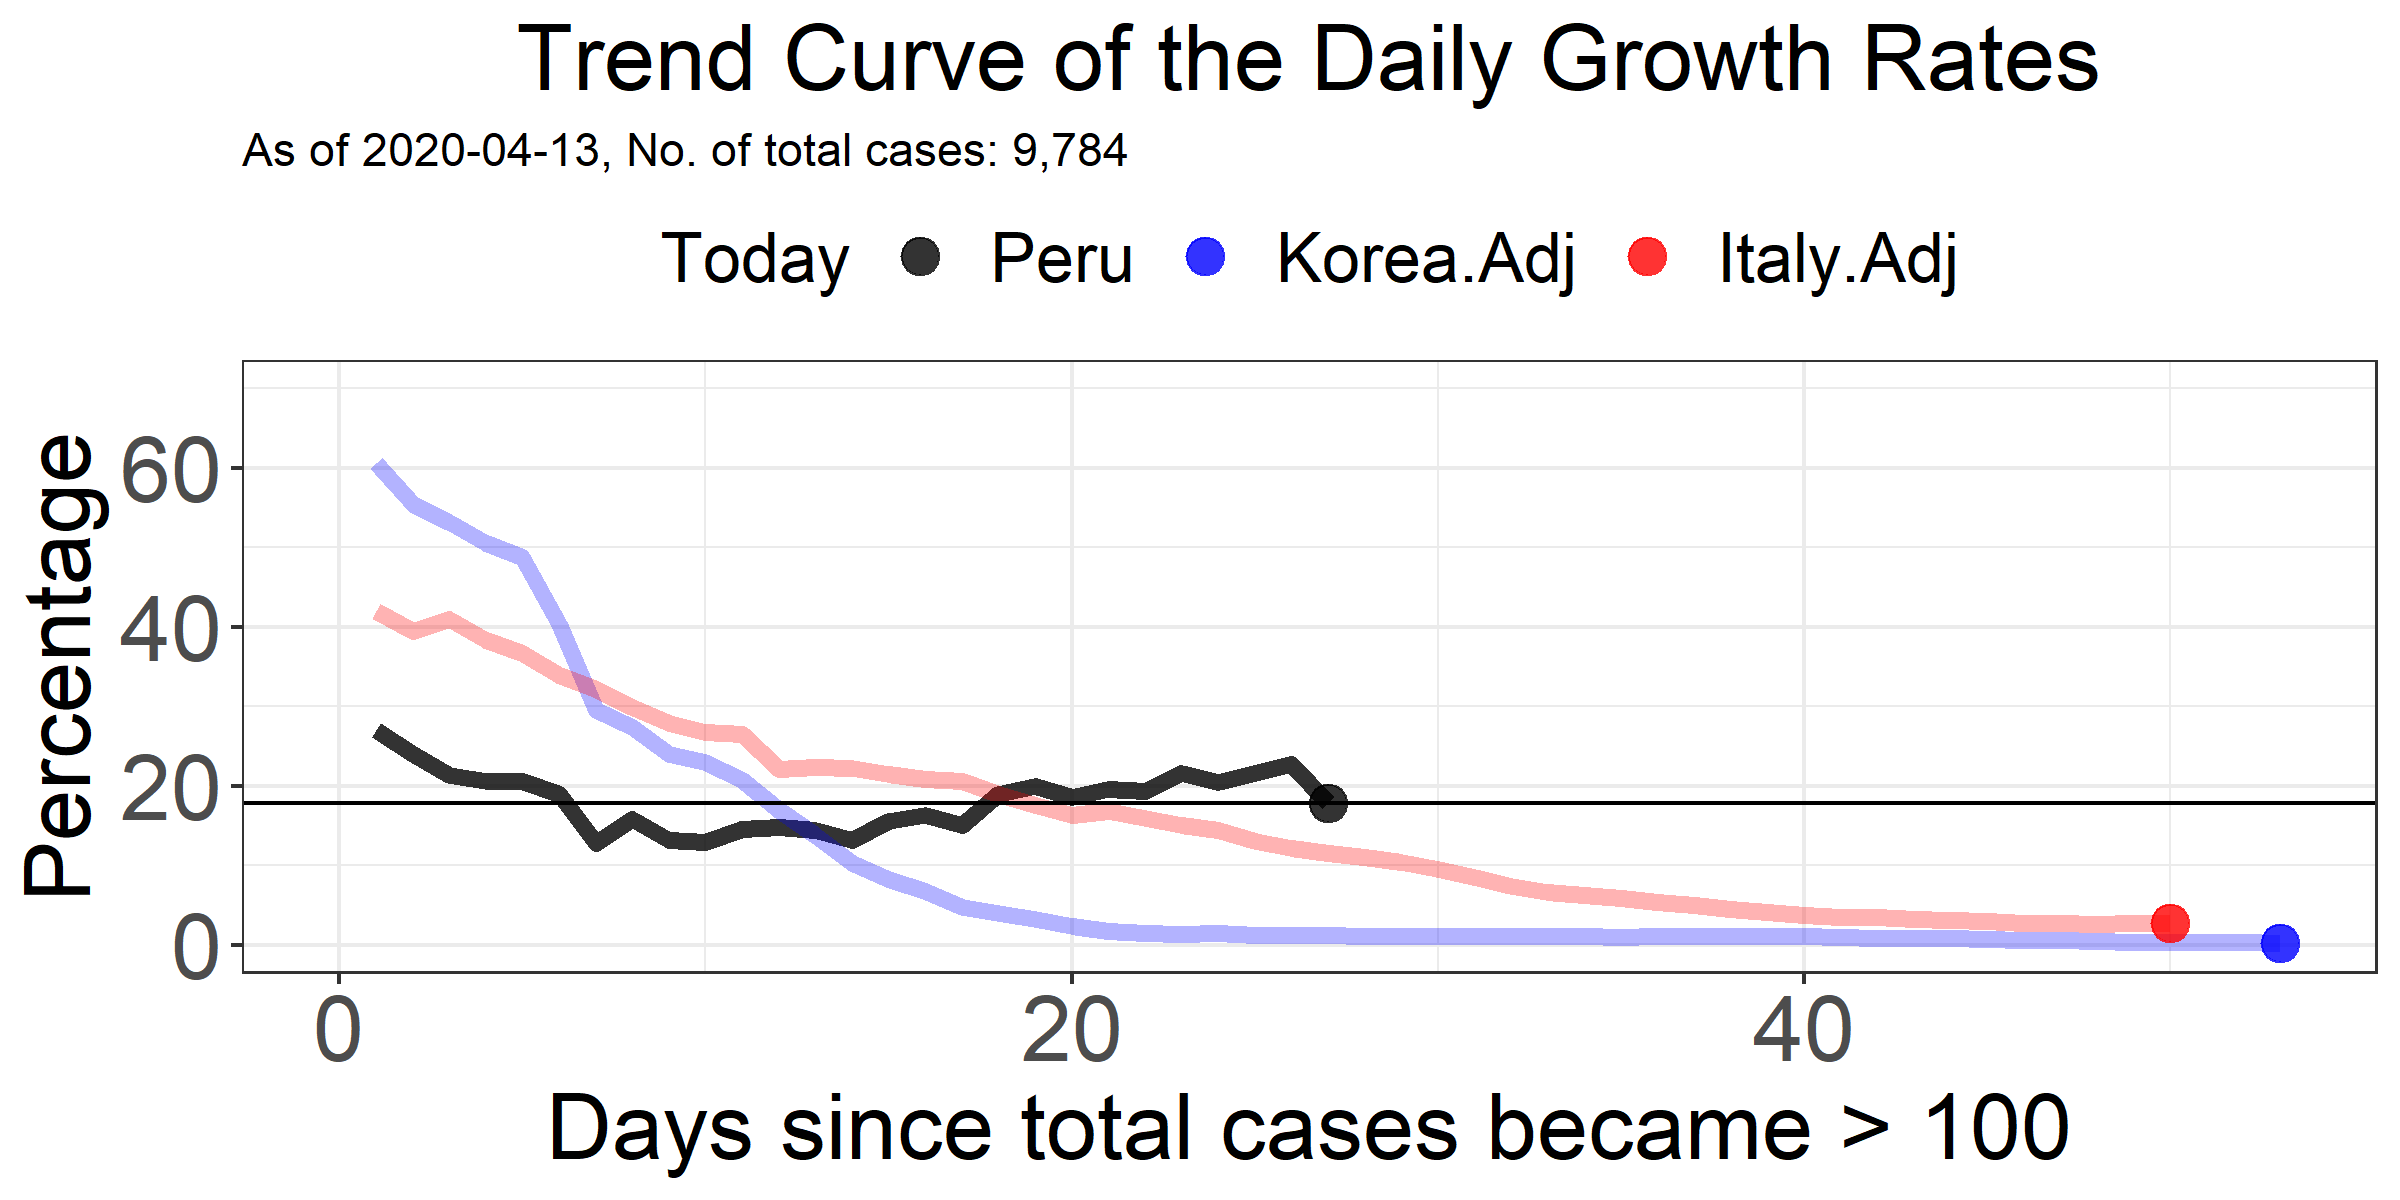 Trend Curve of the Daily Growth Rates
As of 2020-04-13, No. of total cases: 9,784
Today Peru Korea.Adj Italy.Adj
Percentage
60
40
20
0
0 20 40
Days since total cases became > 100